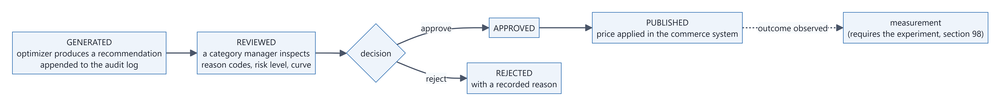 GENERATED
optimizer produces a recommendation
appended to the audit log
REVIEWED
a category manager inspects
reason codes, risk level, curve
decision
approve
APPROVED
PUBLISHED
price applied in the commerce system
outcome observed
measurement
(requires the experiment, section 98)
reject
REJECTED
with a recorded reason